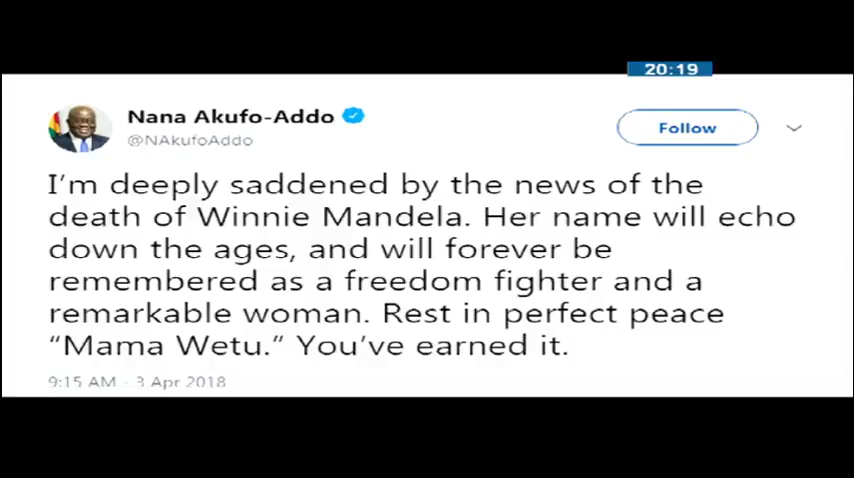 20:19
Nana Akufo-Addo
@NAkufoAddo
Follow
I'm deeply saddened by the news of the
death of Winnie Mandela. Her name will echo
down the ages, and will forever be
remembered as a freedom fighter and a
remarkable woman. Rest in perfect peace
“Mama Wetu.” You've earned it.
9:15 AM · 3 Apr 2018